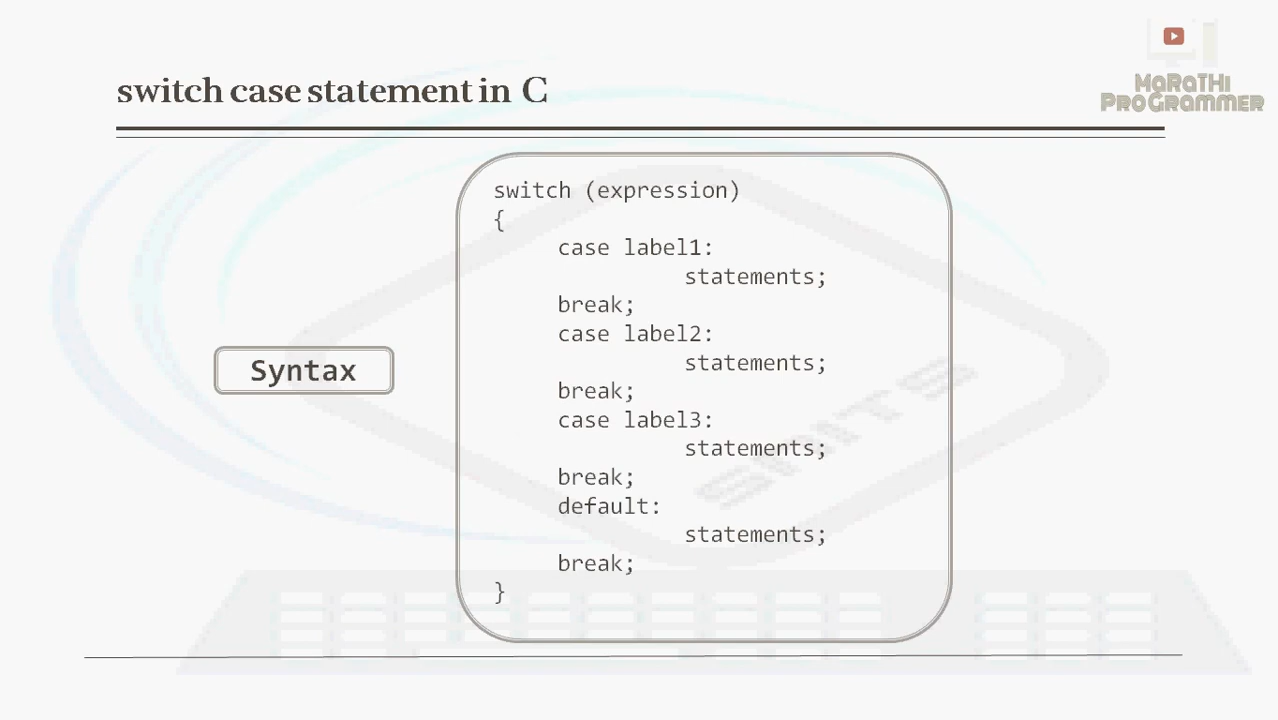 MaRaTHi
ProGrammer
switch case statement in C
switch (expression)
{
case label1:
statements;
break;
case label2:
statements;
break;
case label3:
statements;
break;
default:
statements;
break;
}
Syntax
SMITS